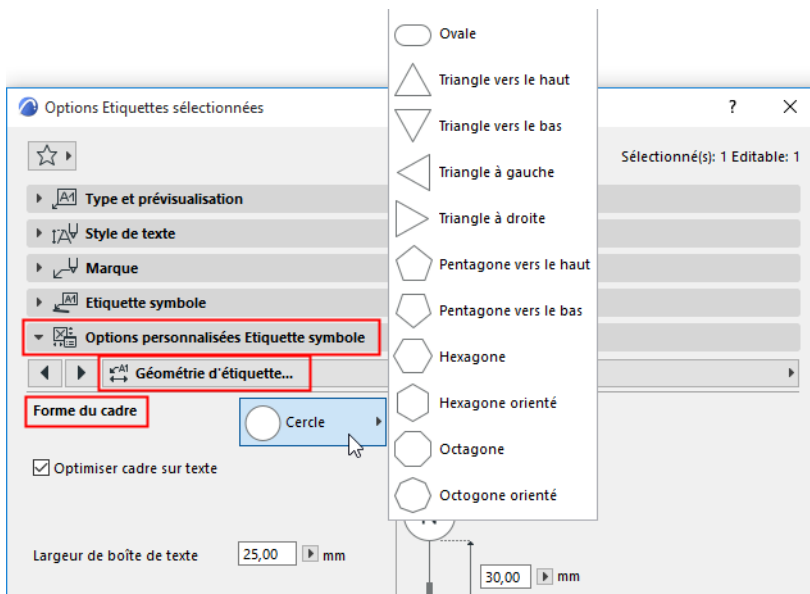 Ovale
Triangle vers le haut
Triangle vers le bas
Triangle à gauche
Triangle à droite
Pentagone vers le haut
Pentagone vers le bas
Hexagone
Hexagone orienté
Octagone
Octogone orienté
Options Etiquettes sélectionnées
?
Sélectionné(s): 1 Editable: 1
A1 Type et prévisualisation
Style de texte
Marque
A1 Etiquette symbole
Options personnalisées Etiquette symbole
A1 Géométrie d'étiquette...
Forme du cadre
Cercle
Optimiser cadre sur texte
Largeur de boîte de texte 25,00 mm
30,00 mm